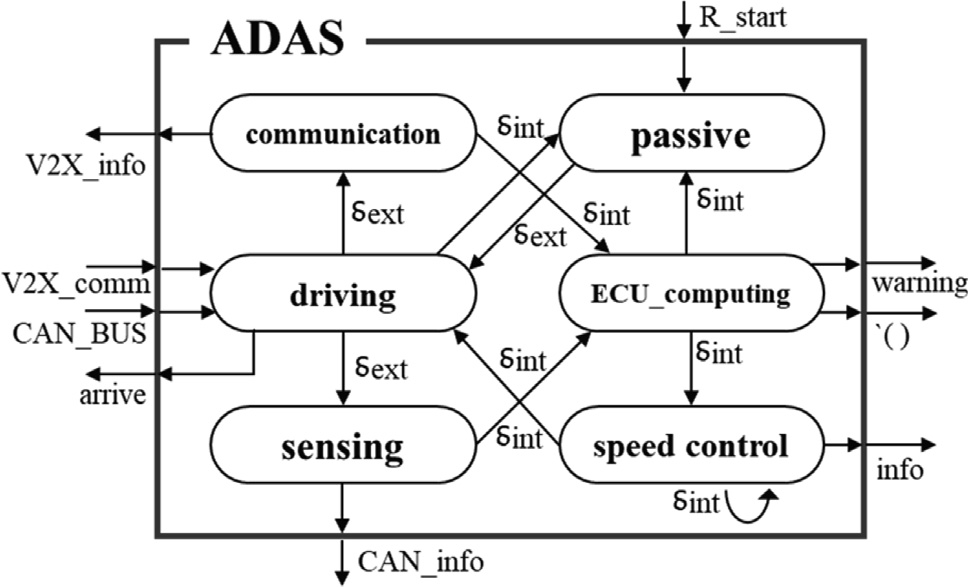 R_start
ADAS
communication
δint
passive
V2X_info
δext
δint
δint
δext
V2X_comm
driving
ECU_computing
warning
CAN_BUS
`( )
δint
δint
arrive
δext
sensing
δint
speed control
info
δint
CAN_info